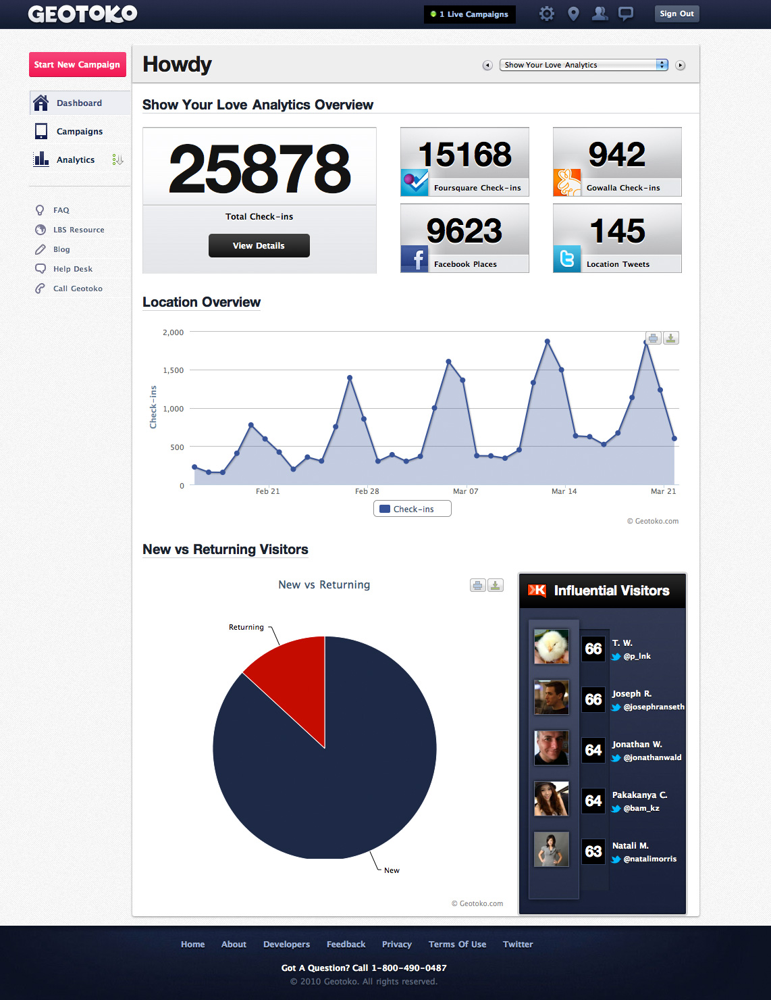 GEOTOKO
1 Live Campaigns
Sign Out
Start New Campaign
Dashboard
Campaigns
Analytics
FAQ
LBS Resource
Blog
Help Desk
Call Geotoko
Howdy
Show Your Love Analytics
Show Your Love Analytics Overview
25878
Total Check-ins
View Details
15168
Foursquare Check-ins
942
Gowalla Check-ins
9623
f
Facebook Places
145
t
Location Tweets
Location Overview
2,000
1,500
1,000
500
0
Check-ins
Feb 21
Feb 28
Mar 07
Mar 14
Mar 21
Check-ins
© Geotoko.com
New vs Returning Visitors
New vs Returning
Returning
New
© Geotoko.com
K
Influential Visitors
66
T. W.
@p_lnk
66
Joseph R.
@josephranseth
64
Jonathan W.
@jonathanwald
64
Pakakanya C.
@bam_kz
63
Natali M.
@natalimorris
Home About Developers Feedback Privacy Terms Of Use Twitter
Got A Question? Call 1-800-490-0487
© 2010 Geotoko. All rights reserved.